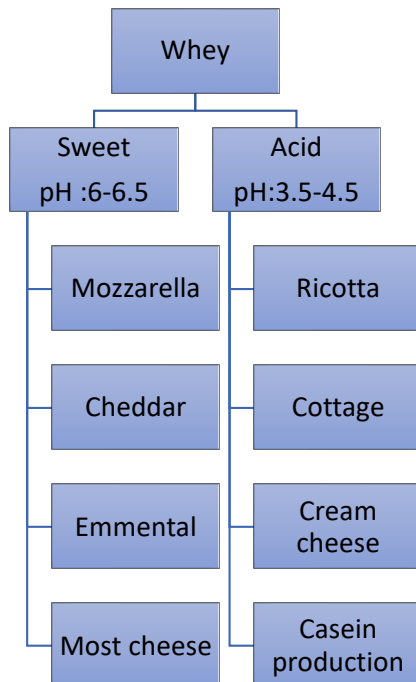 Whey
Sweet
pH :6-6.5
Acid
pH:3.5-4.5
Mozzarella
Ricotta
Cheddar
Cottage
Emmental
Cream
cheese
Most cheese
Casein
production